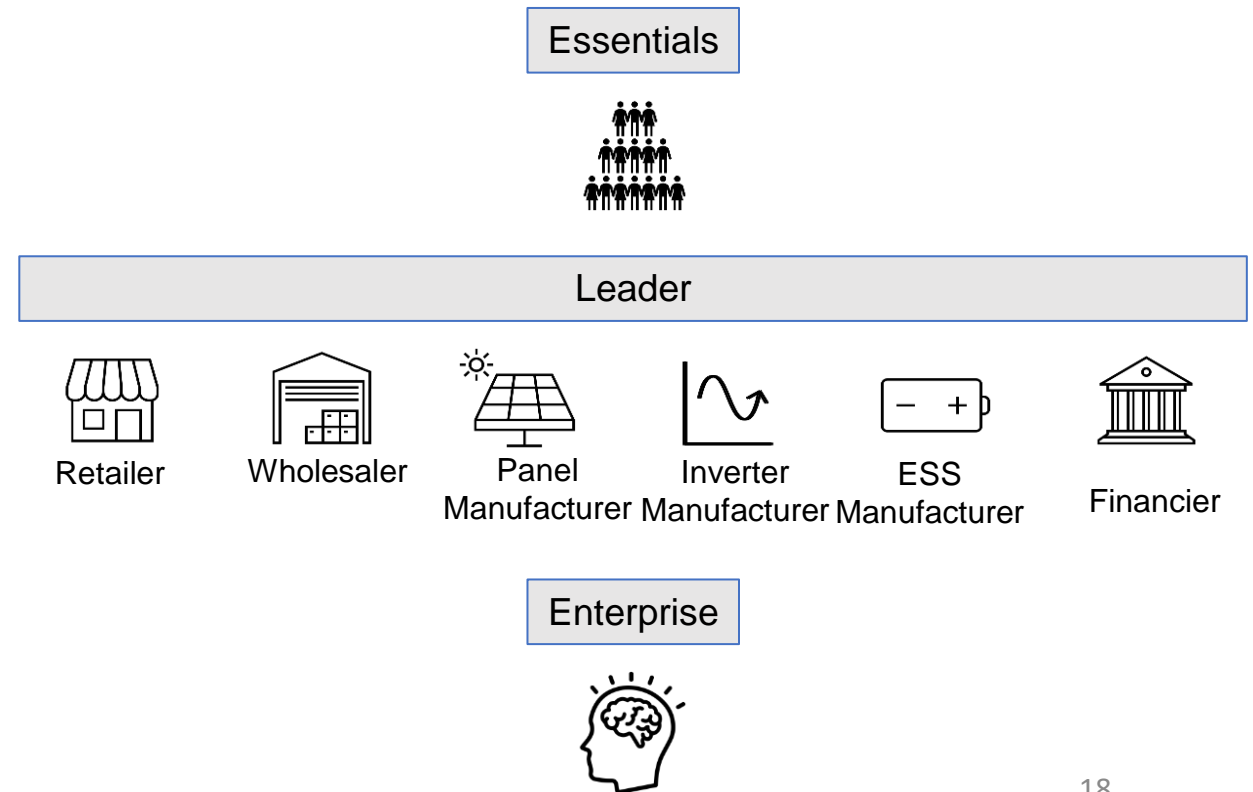 Essentials
Leader
Retailer
Wholesaler
Panel
Manufacturer
Inverter
Manufacturer
ESS
Manufacturer
Financier
Enterprise
18